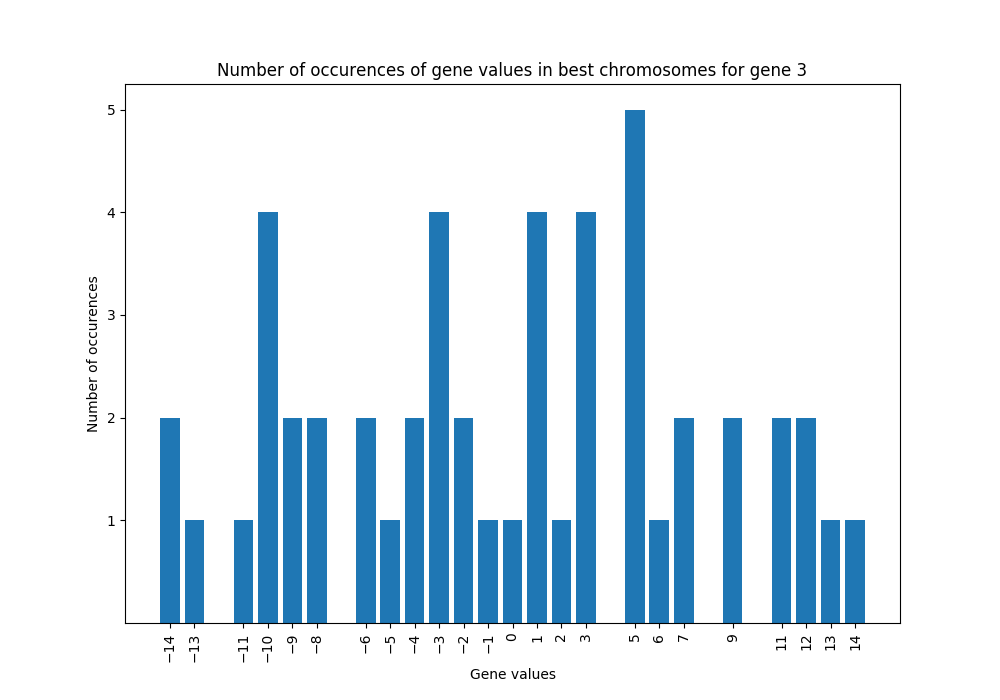 Number of occurences of gene values in best chromosomes for gene 3
5
4
3
2
1
Number of occurences
−14 −13 −11 −10 −9 −8 −6 −5 −4 −3 −2 −1 0 1 2 3 5 6 7 9 11 12 13 14
Gene values